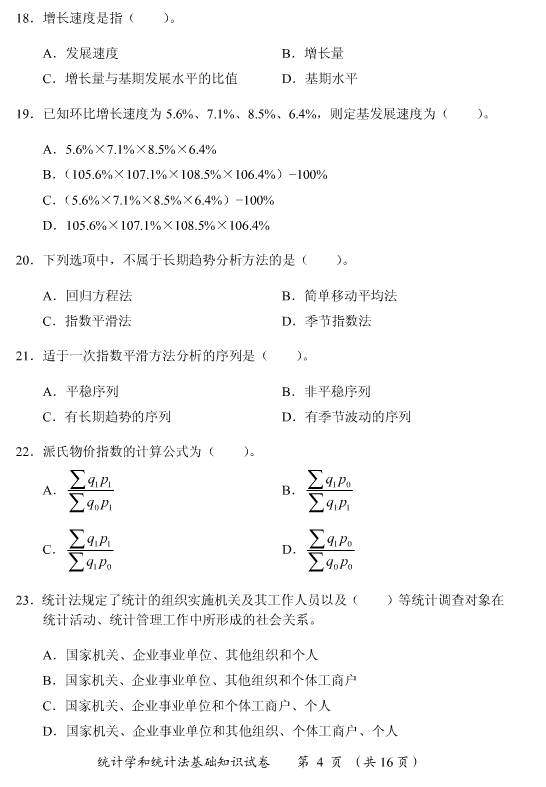 18．增长速度是指（　　）。
A．发展速度　　B．增长量
C．增长量与基期发展水平的比值　　D．基期水平
19．已知环比增长速度为 5.6%、7.1%、8.5%、6.4%，则定基发展速度为（　　）。
A．5.6%×7.1%×8.5%×6.4%
B．（105.6%×107.1%×108.5%×106.4%）−100%
C．（5.6%×7.1%×8.5%×6.4%）−100%
D．105.6%×107.1%×108.5%×106.4%
20．下列选项中，不属于长期趋势分析方法的是（　　）。
A．回归方程法　　B．简单移动平均法
C．指数平滑法　　D．季节指数法
21．适于一次指数平滑方法分析的序列是（　　）。
A．平稳序列　　B．非平稳序列
C．有长期趋势的序列　　D．有季节波动的序列
22．派氏物价指数的计算公式为（　　）。
A．∑q₁p₁/∑q₀p₁　　B．∑q₁p₀/∑q₁p₁
C．∑q₁p₁/∑q₁p₀　　D．∑q₁p₀/∑q₀p₀
23．统计法规定了统计的组织实施机关及其工作人员以及（　　）等统计调查对象在
统计活动、统计管理工作中所形成的社会关系。
A．国家机关、企业事业单位、其他组织和个人
B．国家机关、企业事业单位、其他组织和个体工商户
C．国家机关、企业事业单位和个体工商户、个人
D．国家机关、企业事业单位和其他组织、个体工商户、个人
统计学和统计法基础知识试卷　　第 4 页 （共 16 页）